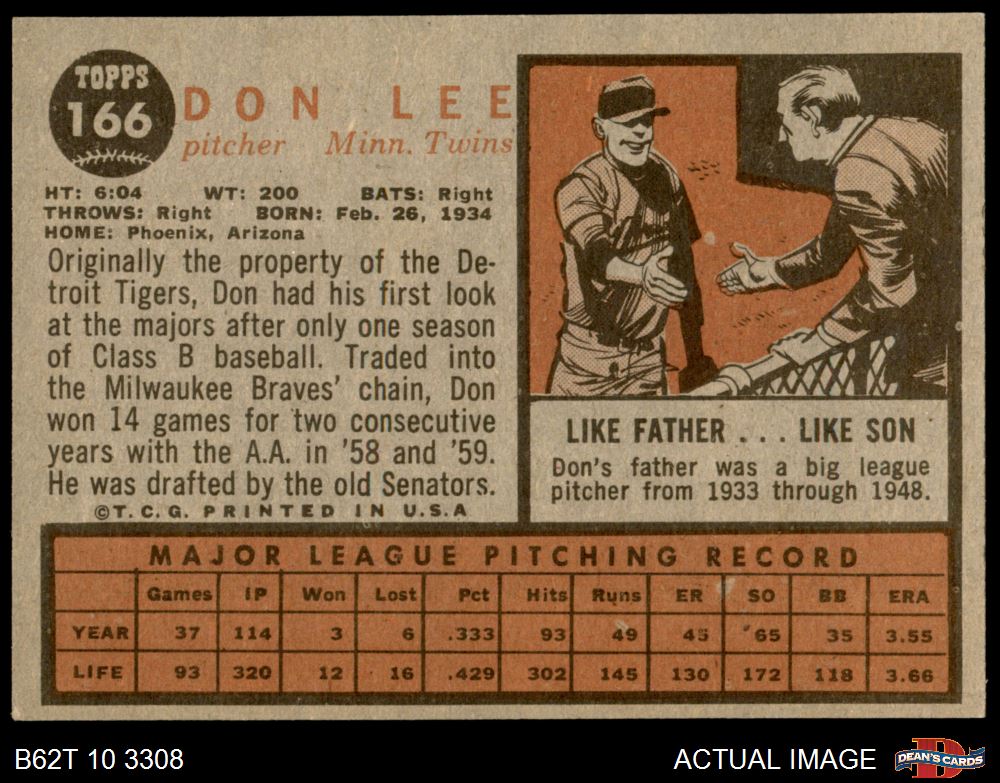 TOPPS
166
DON LEE
pitcher Minn. Twins
HT: 6:04 WT: 200 BATS: Right
THROWS: Right BORN: Feb. 26, 1934
HOME: Phoenix, Arizona
Originally the property of the De-
troit Tigers, Don had his first look
at the majors after only one season
of Class B baseball. Traded into
the Milwaukee Braves' chain, Don
won 14 games for two consecutive
years with the A.A. in '58 and '59.
He was drafted by the old Senators.
©T. C. G. PRINTED IN U.S.A
LIKE FATHER . . . LIKE SON
Don's father was a big league
pitcher from 1933 through 1948.
MAJOR LEAGUE PITCHING RECORD
Games IP Won Lost Pct Hits Runs ER SO BB ERA
YEAR 37 114 3 6 .333 93 49 45 65 35 3.55
LIFE 93 320 12 16 .429 302 145 130 172 118 3.66
B62T 10 3308
ACTUAL IMAGE
D
DEAN'S CARDS